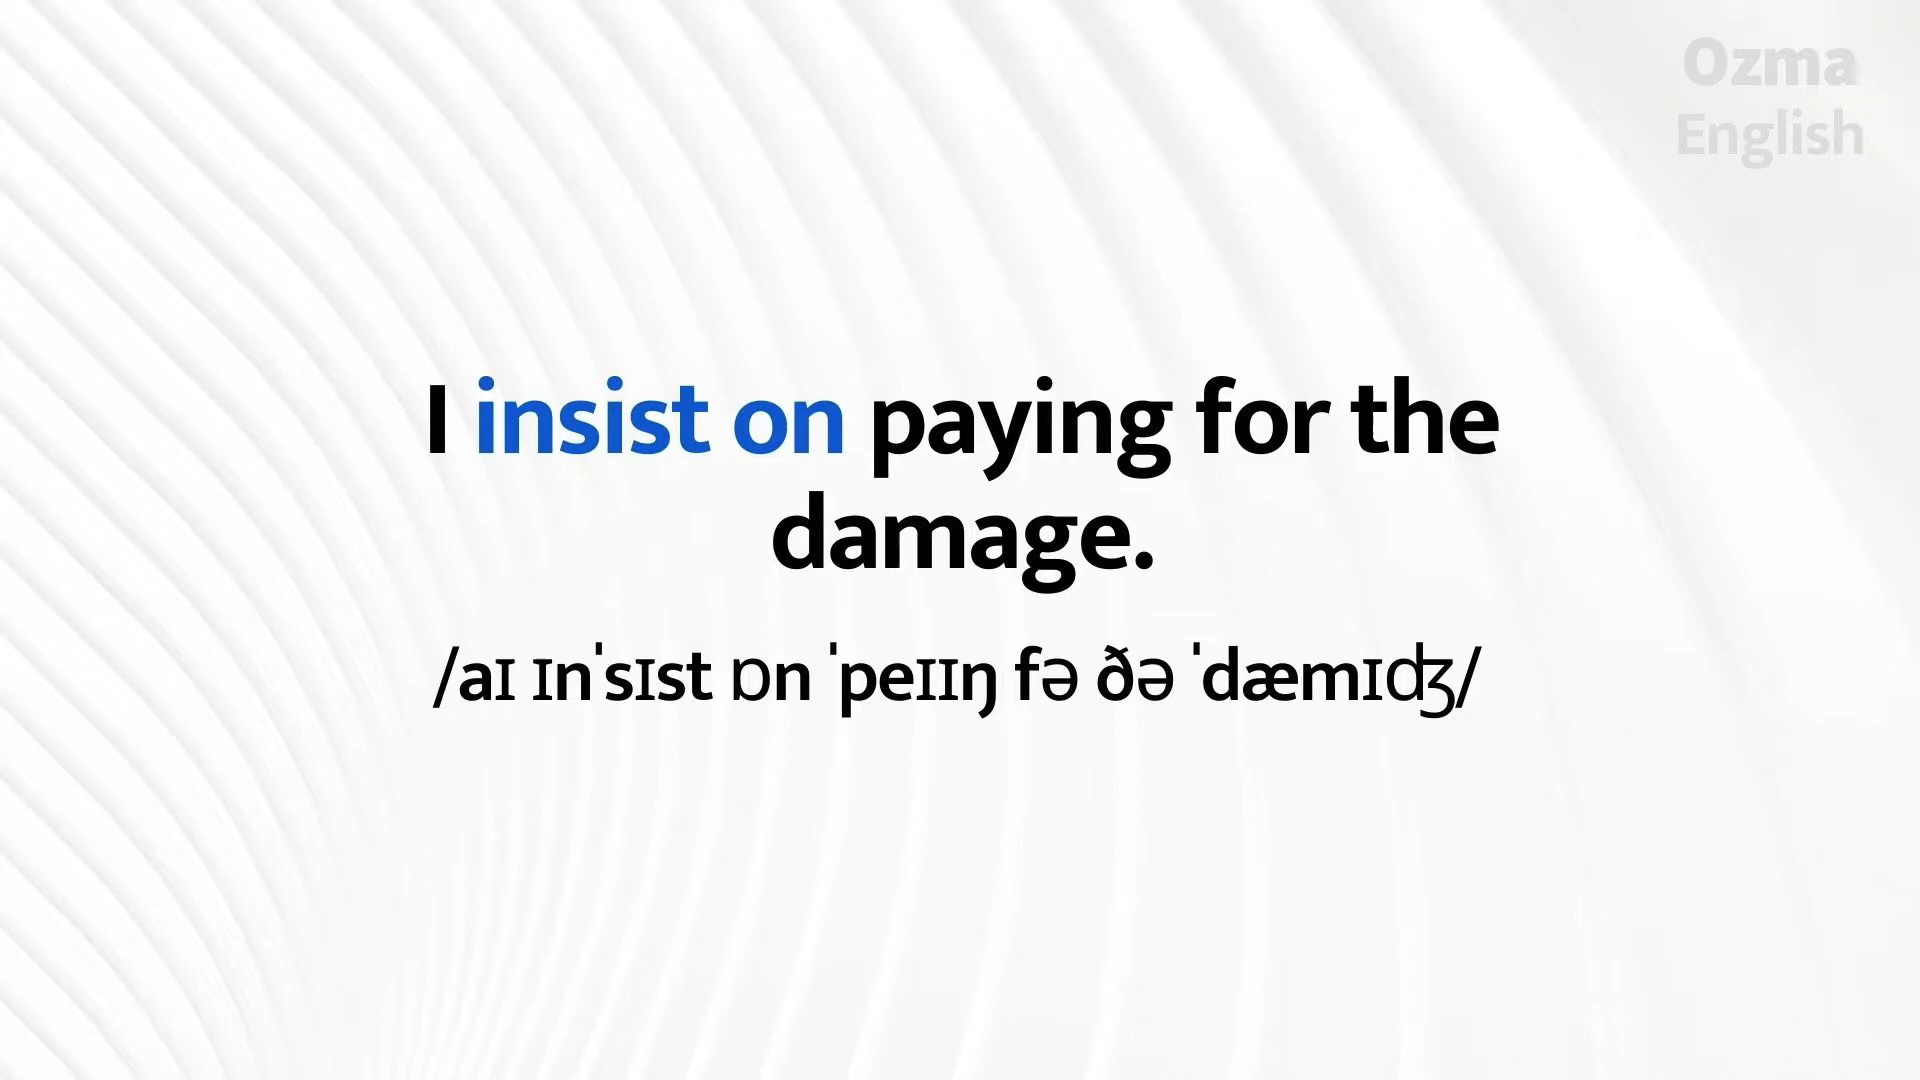 Ozma
English
I insist on paying for the
damage.
/aɪ ɪnˈsɪst ɒn ˈpeɪɪŋ fə ðə ˈdæmɪʤ/